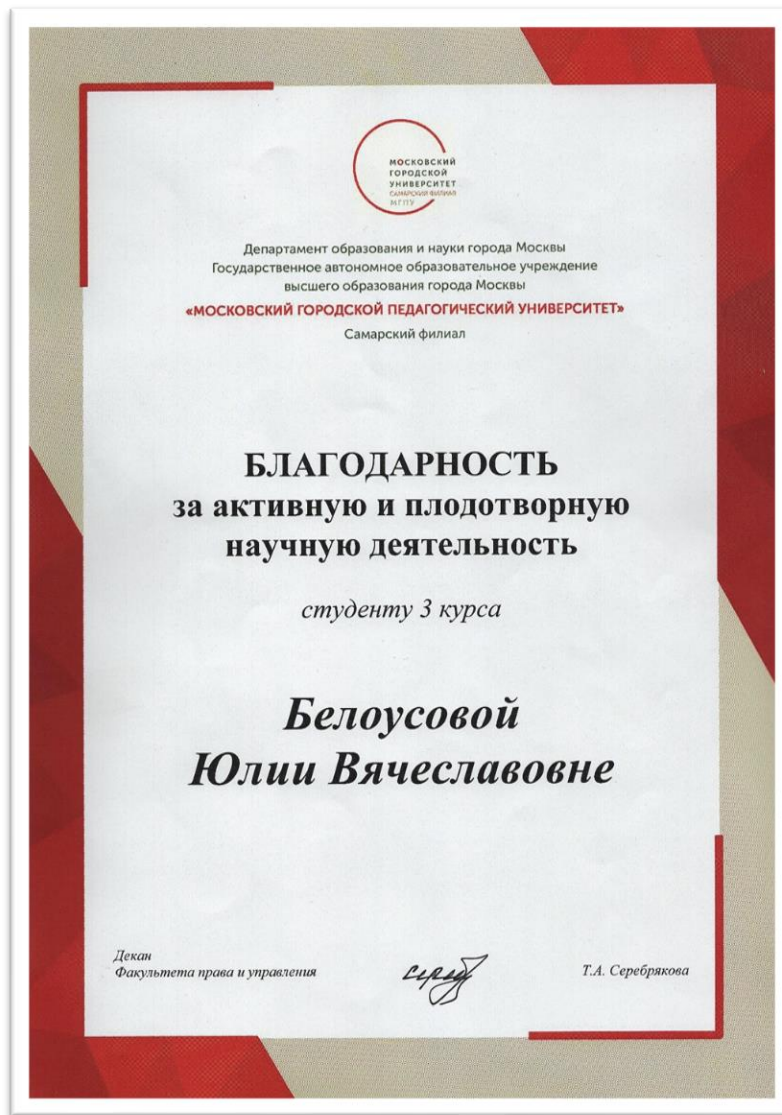 МОСКОВСКИЙ
ГОРОДСКОЙ
УНИВЕРСИТЕТ
САМАРСКИЙ ФИЛИАЛ
МГПУ
Департамент образования и науки города Москвы
Государственное автономное образовательное учреждение
высшего образования города Москвы
«МОСКОВСКИЙ ГОРОДСКОЙ ПЕДАГОГИЧЕСКИЙ УНИВЕРСИТЕТ»
Самарский филиал
БЛАГОДАРНОСТЬ
за активную и плодотворную
научную деятельность
студенту 3 курса
Белоусовой
Юлии Вячеславовне
Декан
Факультета права и управления
Т.А. Серебрякова